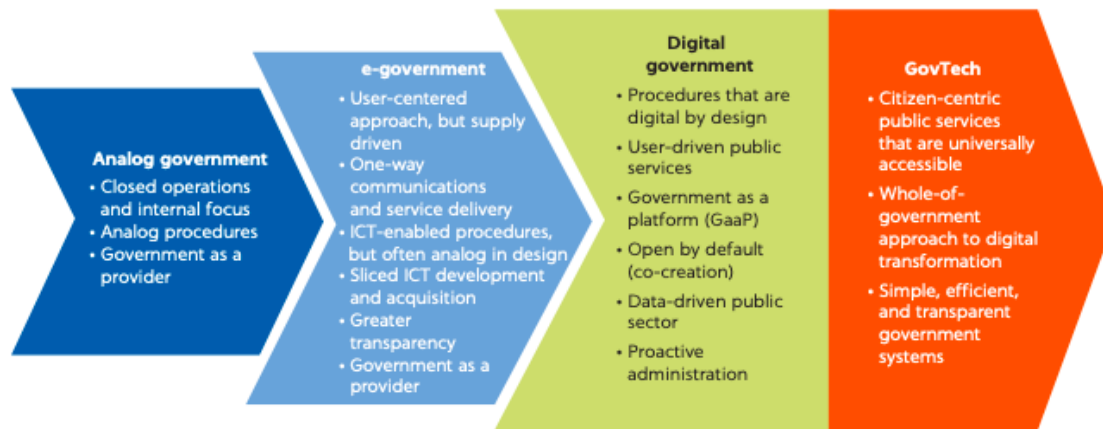 Analog government
• Closed operations
and internal focus
• Analog procedures
• Government as a
provider
e-government
• User-centered
approach, but supply
driven
• One-way
communications
and service delivery
• ICT-enabled procedures,
but often analog in design
• Sliced ICT development
and acquisition
• Greater
transparency
• Government as a
provider
Digital
government
• Procedures that are
digital by design
• User-driven public
services
• Government as a
platform (GaaP)
• Open by default
(co-creation)
• Data-driven public
sector
• Proactive
administration
GovTech
• Citizen-centric
public services
that are universally
accessible
• Whole-of-
government
approach to digital
transformation
• Simple, efficient,
and transparent
government
systems